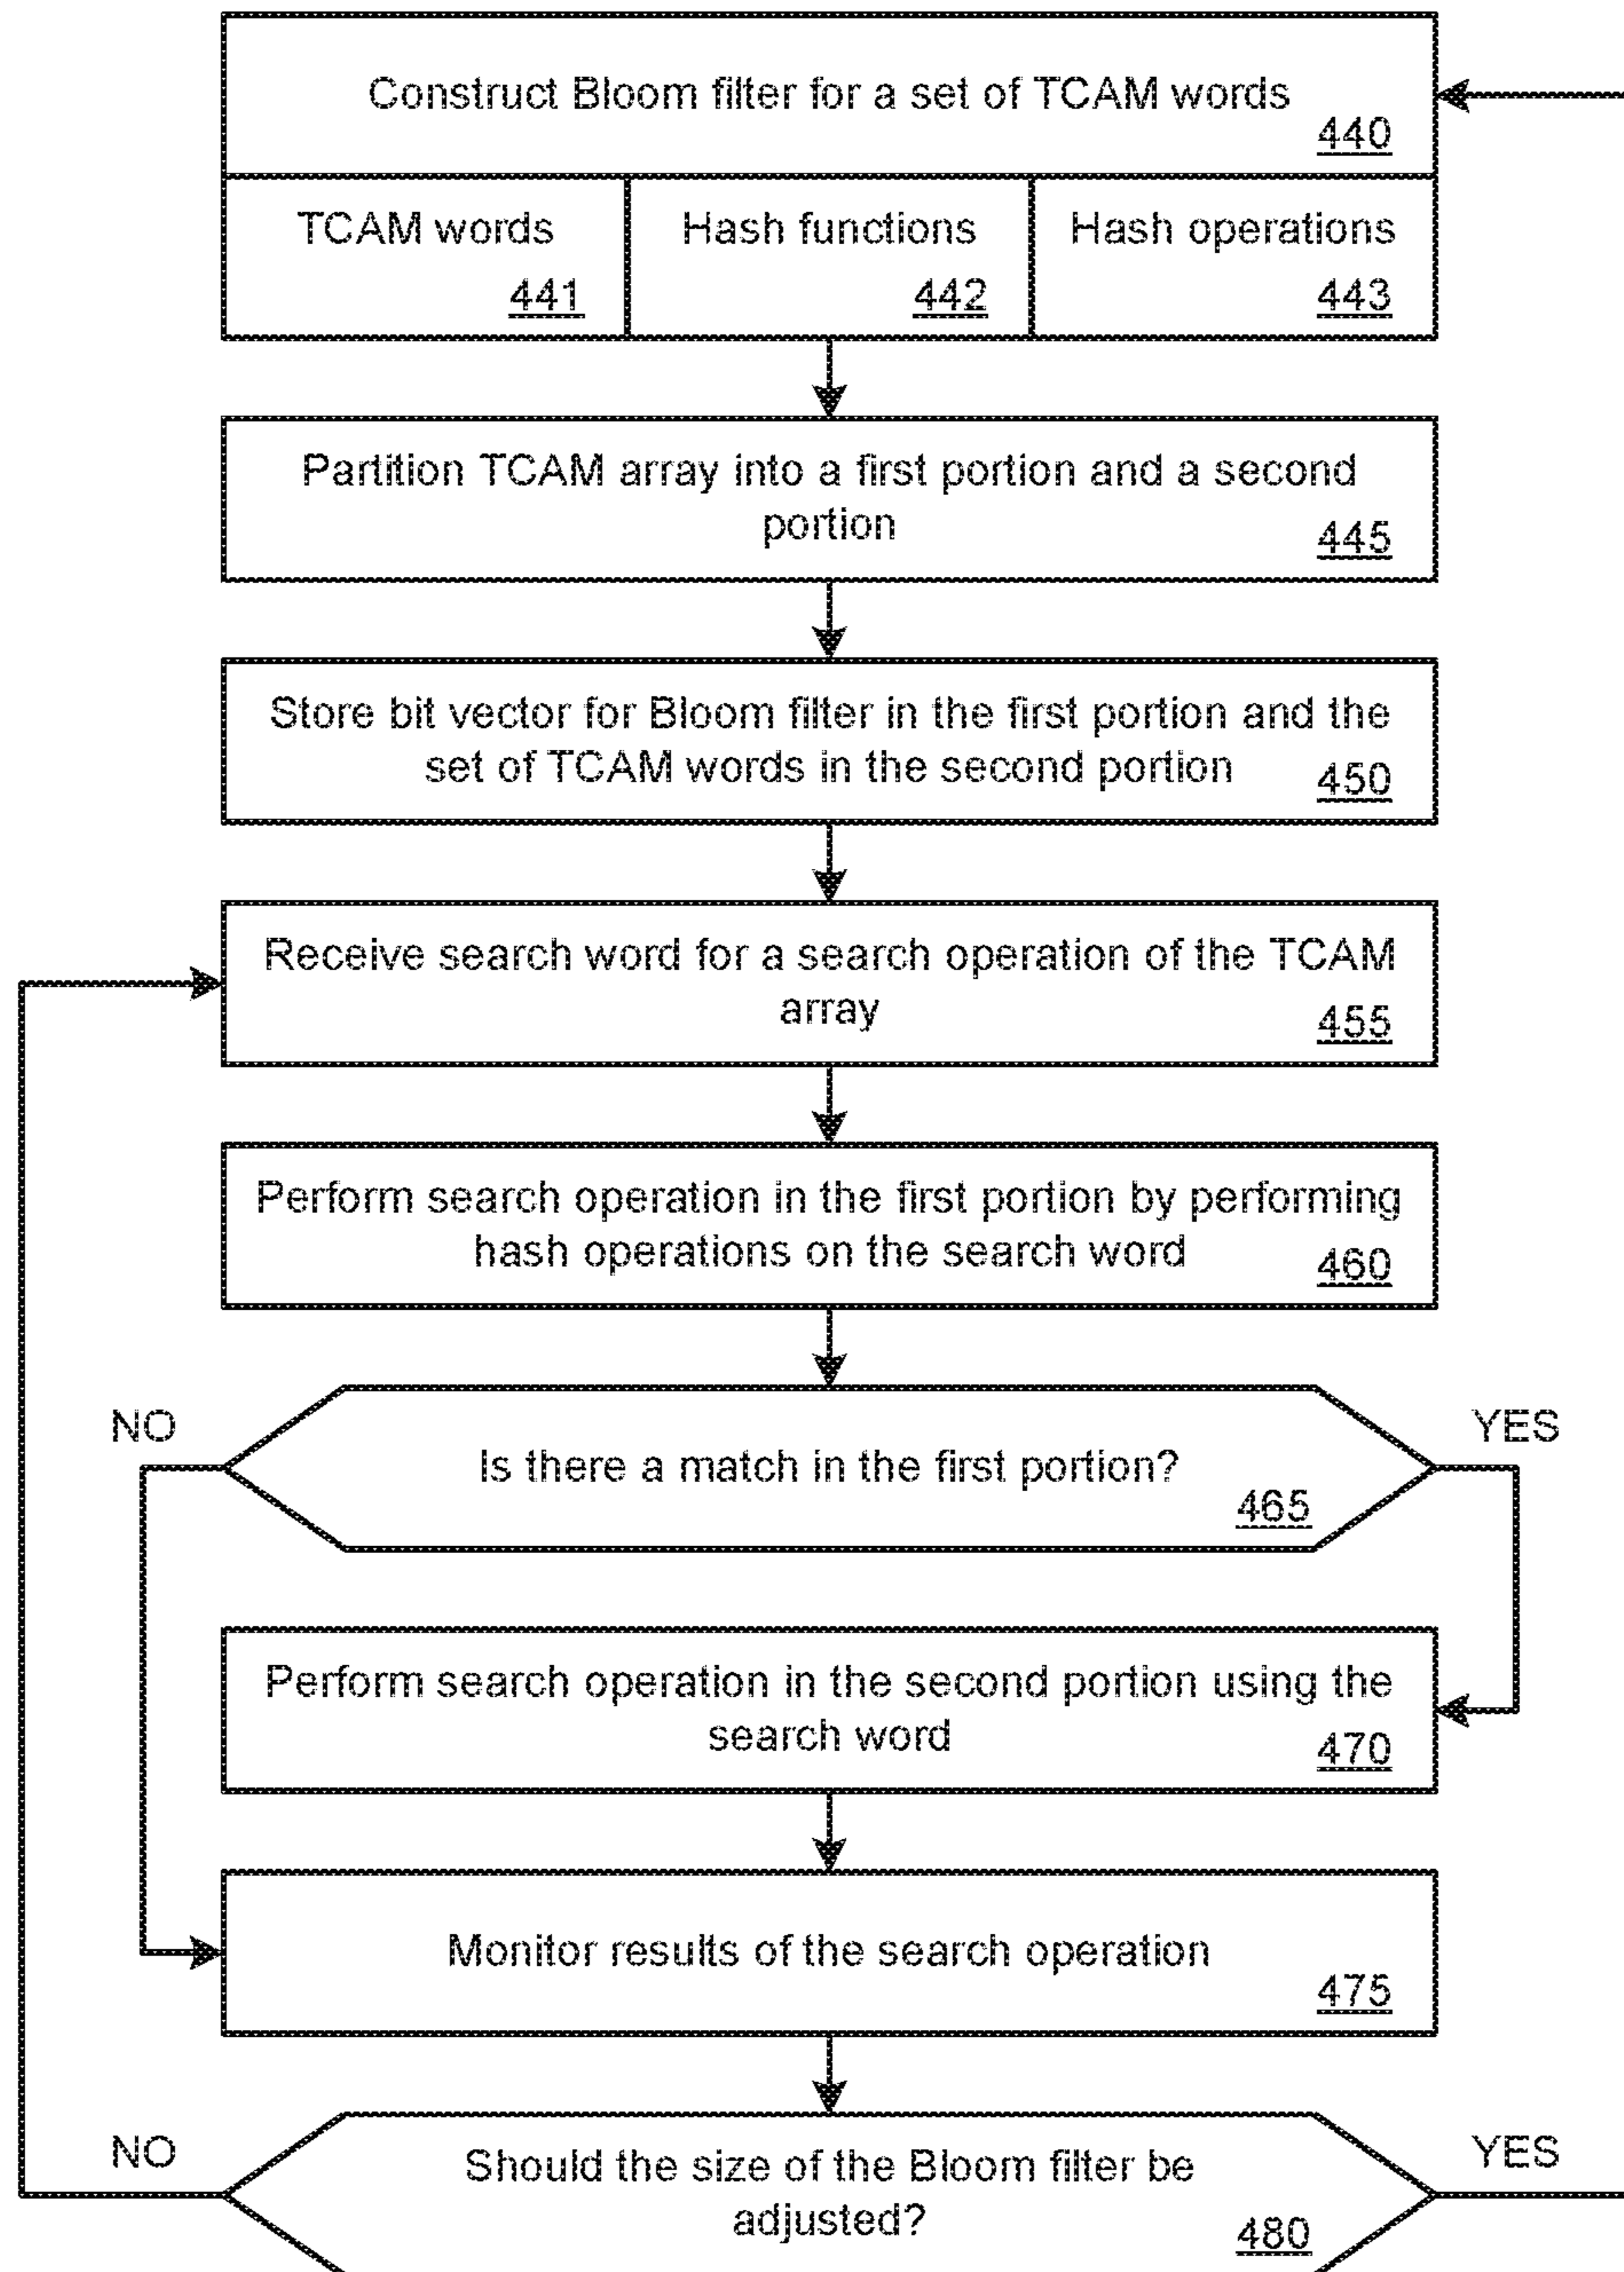 Construct Bloom filter for a set of TCAM words
440
TCAM words
441
Hash functions
442
Hash operations
443
Partition TCAM array into a first portion and a second
portion
445
Store bit vector for Bloom filter in the first portion and the
set of TCAM words in the second portion
450
Receive search word for a search operation of the TCAM
array
455
Perform search operation in the first portion by performing
hash operations on the search word
460
NO
YES
Is there a match in the first portion?
465
Perform search operation in the second portion using the
search word
470
Monitor results of the search operation
475
NO
YES
Should the size of the Bloom filter be
adjusted?
480